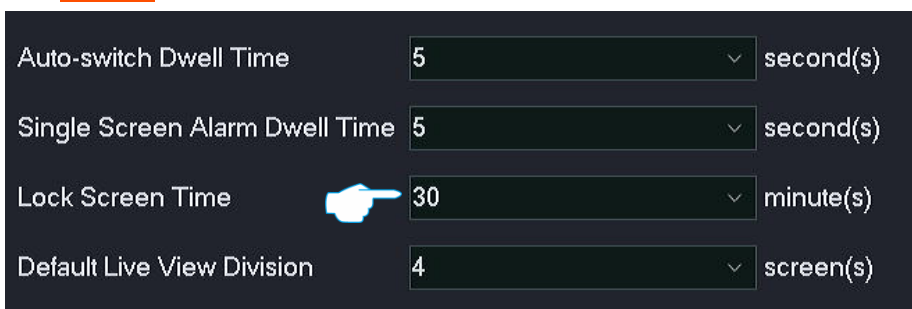 Auto-switch Dwell Time 5 second(s)
Single Screen Alarm Dwell Time 5 second(s)
Lock Screen Time 30 minute(s)
Default Live View Division 4 screen(s)